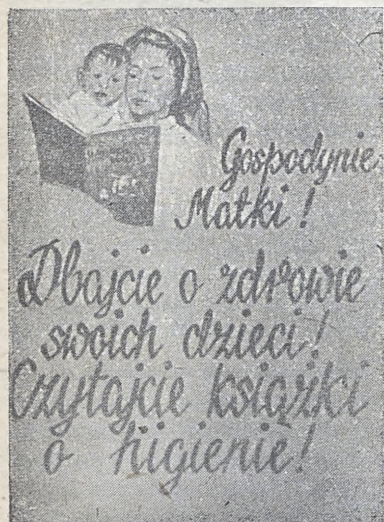 Gospodynie
Matki!
Dbajcie o zdrowie
swoich dzieci!
Czytajcie książki
o higienie!